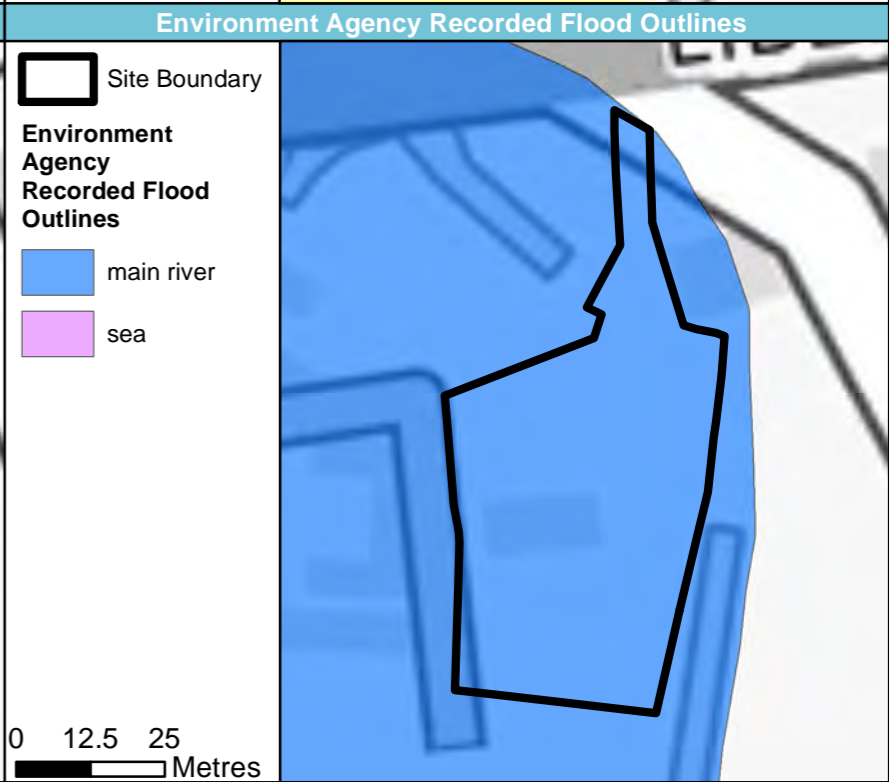 Environment Agency Recorded Flood Outlines
Site Boundary
Environment
Agency
Recorded Flood
Outlines
main river
sea
0 12.5 25
Metres